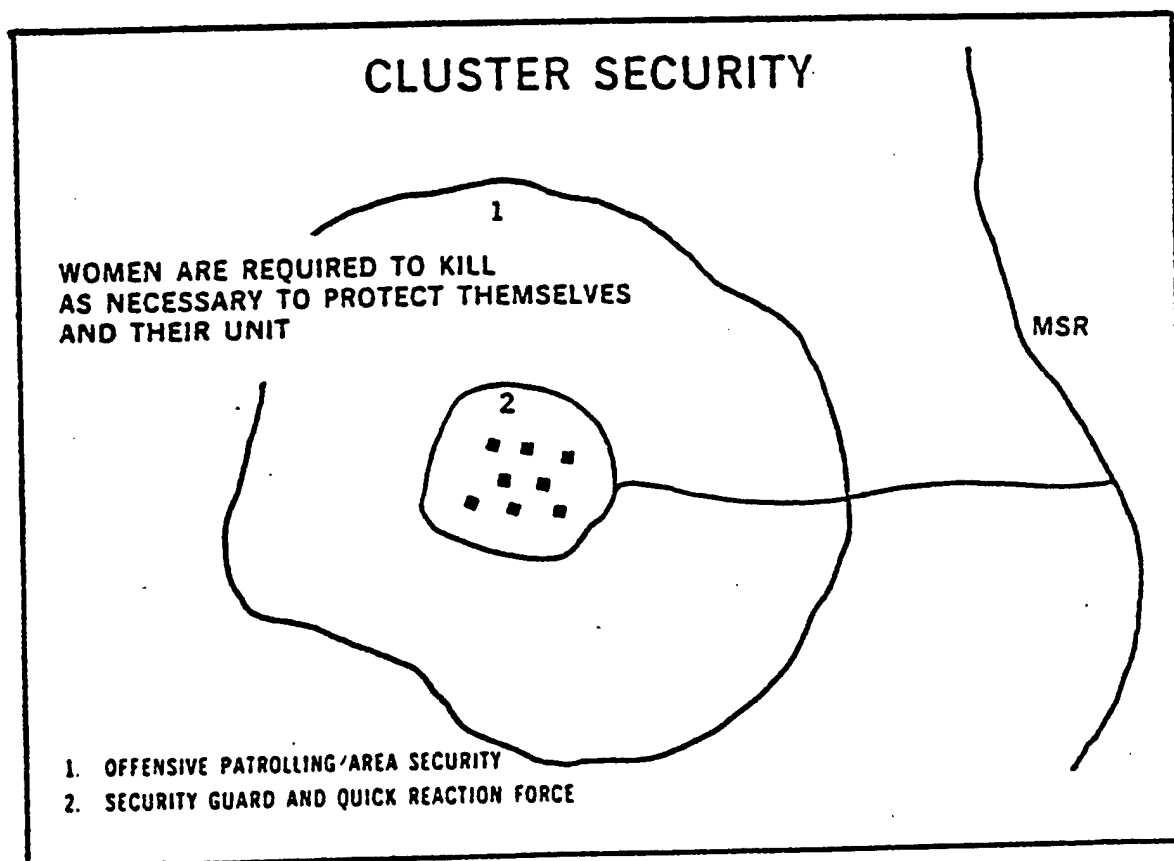 CLUSTER SECURITY
1
WOMEN ARE REQUIRED TO KILL
AS NECESSARY TO PROTECT THEMSELVES
AND THEIR UNIT
MSR
2
1. OFFENSIVE PATROLLING/AREA SECURITY
2. SECURITY GUARD AND QUICK REACTION FORCE